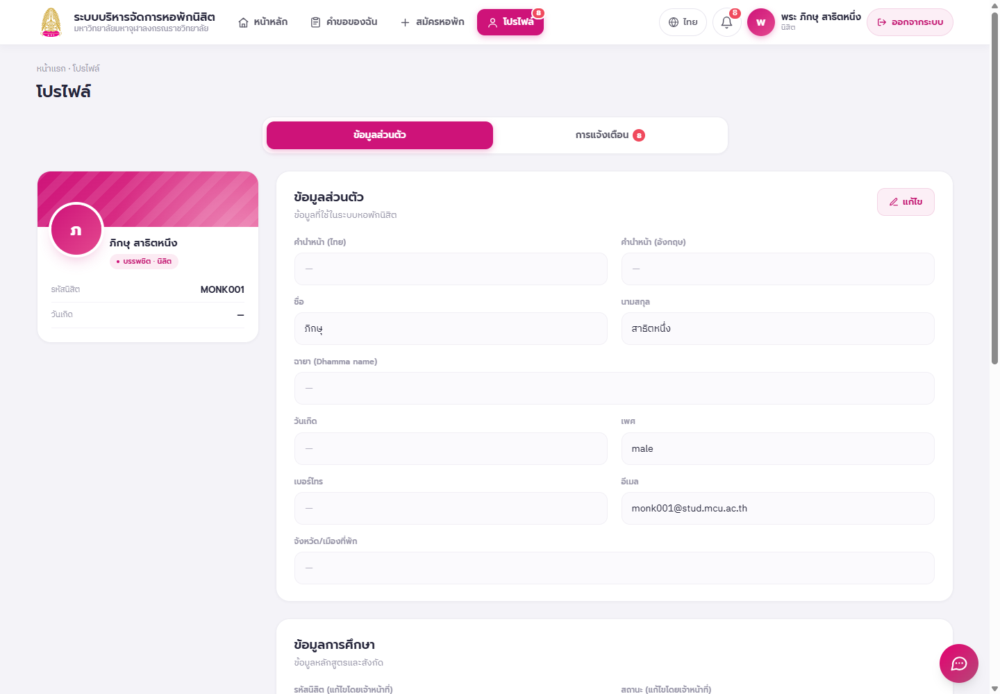 ระบบบริหารจัดการหอพักนิสิต
มหาวิทยาลัยมหาจุฬาลงกรณราชวิทยาลัย
หน้าหลัก
คำขอของฉัน
สมัครหอพัก
โปรไฟล์
8
ไทย
8
พ
พระ ภิกษุ สาธิตหนึ่ง
นิสิต
ออกจากระบบ
หน้าแรก · โปรไฟล์
โปรไฟล์
ข้อมูลส่วนตัว
การแจ้งเตือน 8
ภ
ภิกษุ สาธิตหนึ่ง
• บรรพชิต · นิสิต
รหัสนิสิต MONK001
วันเกิด —
ข้อมูลส่วนตัว
ข้อมูลที่ใช้ในระบบหอพักนิสิต
แก้ไข
คำนำหน้า (ไทย)
—
คำนำหน้า (อังกฤษ)
—
ชื่อ
ภิกษุ
นามสกุล
สาธิตหนึ่ง
ฉายา (Dhamma name)
—
วันเกิด
—
เพศ
male
เบอร์โทร
—
อีเมล
monk001@stud.mcu.ac.th
จังหวัด/เมืองที่พัก
—
ข้อมูลการศึกษา
ข้อมูลหลักสูตรและสังกัด
รหัสนิสิต (แก้ไขโดยเจ้าหน้าที่)
สถานะ (แก้ไขโดยเจ้าหน้าที่)